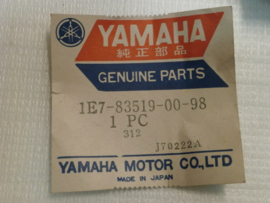 YAMAHA
純正部品
GENUINE PARTS
1E7-83519-00-98
1 PC
312
J70222A
YAMAHA MOTOR CO.,LTD
MADE IN JAPAN